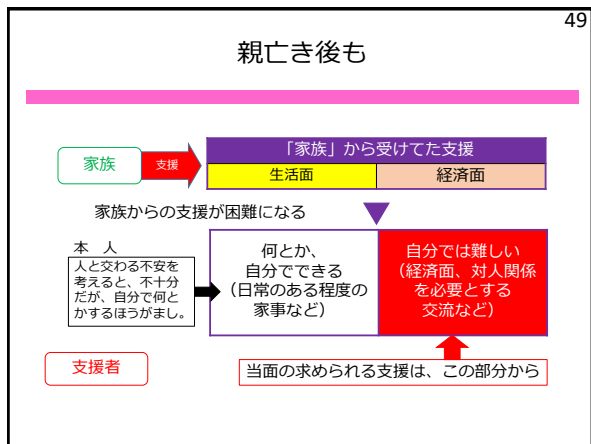 49
親亡き後も
家族
支援
「家族」から受けてた支援
生活面
経済面
家族からの支援が困難になる
本　人
人と交わる不安を
考えると、不十分
だが、自分で何と
かするほうがまし。
何とか、
自分でできる
（日常のある程度の
家事など）
自分では難しい
（経済面、対人関係
を必要とする
交流など）
支援者
当面の求められる支援は、この部分から